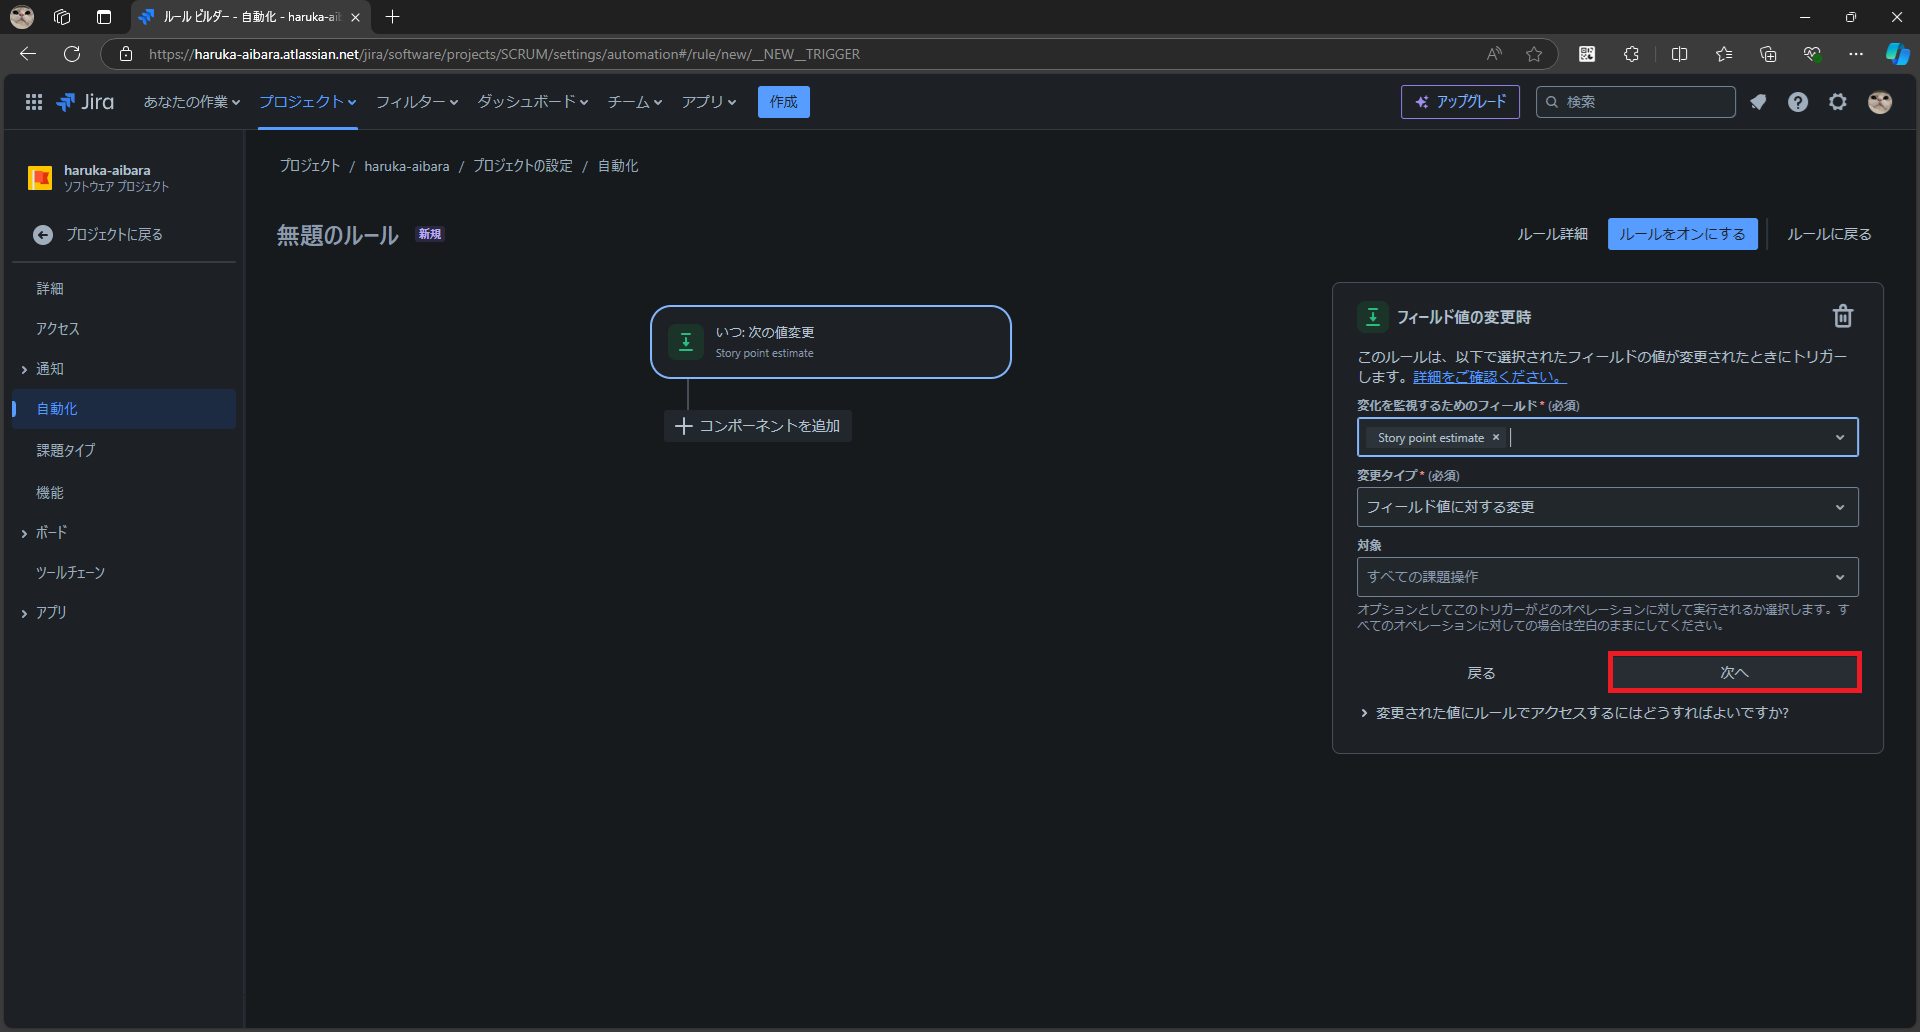 ルール ビルダー - 自動化 - haruka-ai
https://haruka-aibara.atlassian.net/jira/software/projects/SCRUM/settings/automation#/rule/new/__NEW__TRIGGER
Jira
あなたの作業
プロジェクト
フィルター
ダッシュボード
チーム
アプリ
作成
アップグレード
検索
haruka-aibara
ソフトウェア プロジェクト
プロジェクトに戻る
詳細
アクセス
通知
自動化
課題タイプ
機能
ボード
ツールチェーン
アプリ
プロジェクト / haruka-aibara / プロジェクトの設定 / 自動化
無題のルール 新規
ルール詳細
ルールをオンにする
ルールに戻る
いつ: 次の値変更
Story point estimate
コンポーネントを追加
フィールド値の変更時
このルールは、以下で選択されたフィールドの値が変更されたときにトリガー
します。詳細をご確認ください。
変化を監視するためのフィールド* (必須)
Story point estimate ×
変更タイプ* (必須)
フィールド値に対する変更
対象
すべての課題操作
オプションとしてこのトリガーがどのオペレーションに対して実行されるか選択します。す
べてのオペレーションに対しての場合は空白のままにしてください。
戻る
次へ
変更された値にルールでアクセスするにはどうすればよいですか?